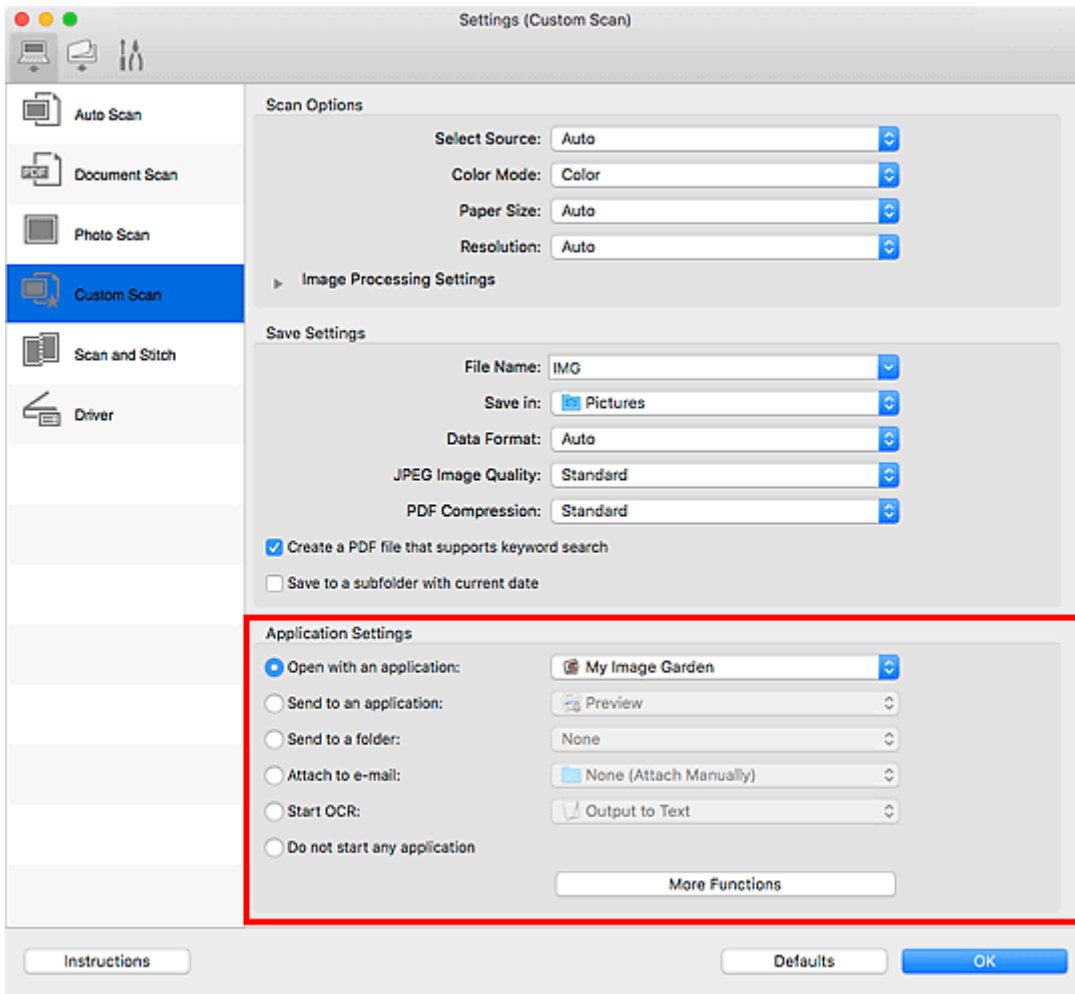 Settings (Custom Scan)
Auto Scan
PDF
Document Scan
Photo Scan
Custom Scan
Scan and Stitch
Driver
Scan Options
Select Source: Auto
Color Mode: Color
Paper Size: Auto
Resolution: Auto
Image Processing Settings
Save Settings
File Name: IMG
Save in: Pictures
Data Format: Auto
JPEG Image Quality: Standard
PDF Compression: Standard
Create a PDF file that supports keyword search
Save to a subfolder with current date
Application Settings
Open with an application: My Image Garden
Send to an application: Preview
Send to a folder: None
Attach to e-mail: None (Attach Manually)
Start OCR: Output to Text
Do not start any application
More Functions
Instructions Defaults OK